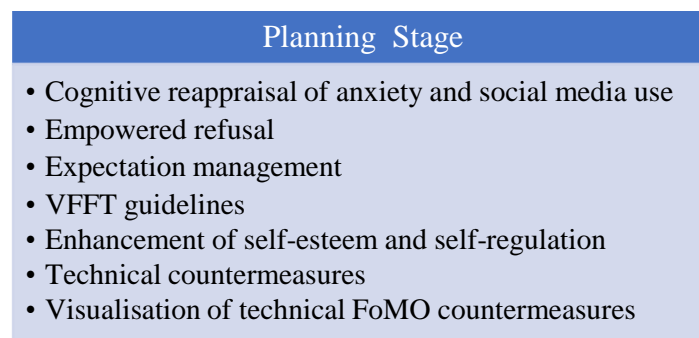 Planning Stage
• Cognitive reappraisal of anxiety and social media use
• Empowered refusal
• Expectation management
• VFFT guidelines
• Enhancement of self-esteem and self-regulation
• Technical countermeasures
• Visualisation of technical FoMO countermeasures